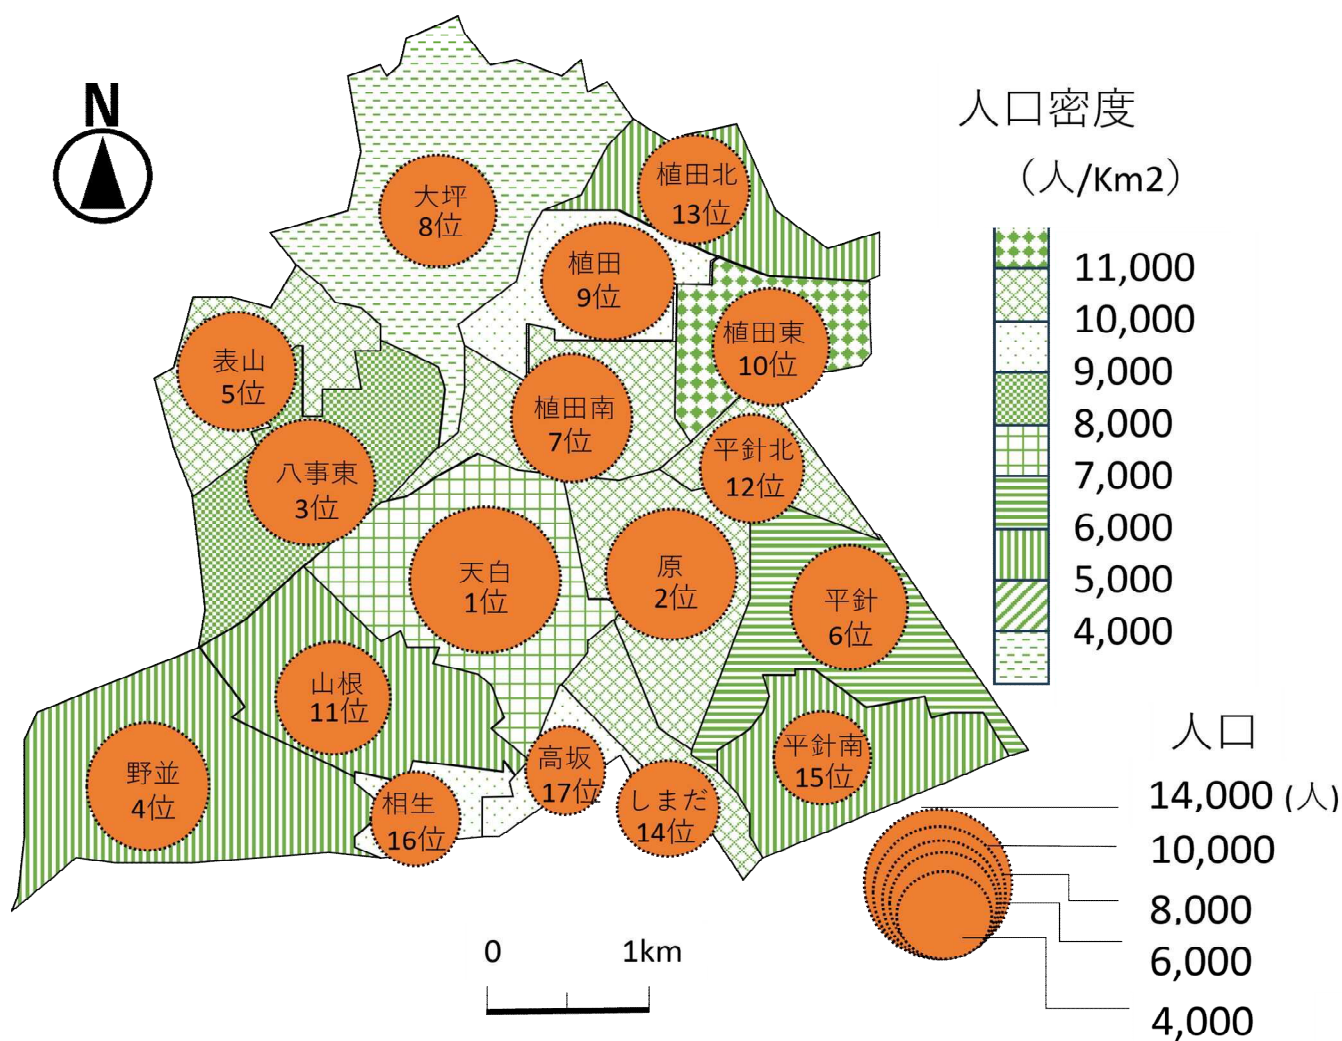 N
人口密度
（人/Km2）
11,000
10,000
9,000
8,000
7,000
6,000
5,000
4,000
大坪
8位
植田北
13位
植田
9位
植田東
10位
表山
5位
植田南
7位
平針北
12位
八事東
3位
天白
1位
原
2位
平針
6位
山根
11位
野並
4位
相生
16位
高坂
17位
しまだ
14位
平針南
15位
人口
14,000 (人)
10,000
8,000
6,000
4,000
0
1km